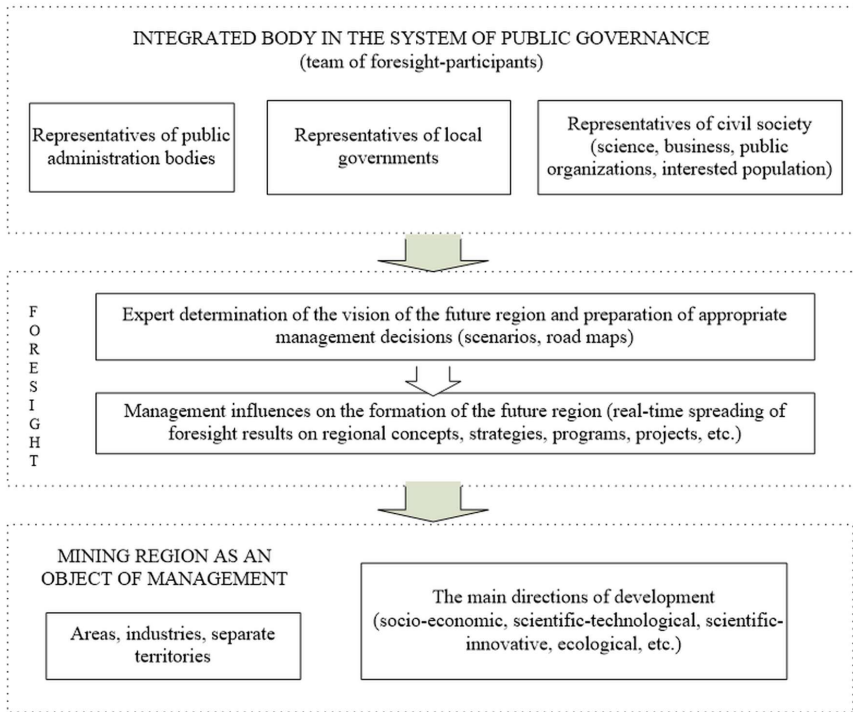 INTEGRATED BODY IN THE SYSTEM OF PUBLIC GOVERNANCE
(team of foresight-participants)
Representatives of public
administration bodies
Representatives of local
governments
Representatives of civil society
(science, business, public
organizations, interested population)
FORESIGHT
Expert determination of the vision of the future region and preparation of appropriate
management decisions (scenarios, road maps)
Management influences on the formation of the future region (real-time spreading of
foresight results on regional concepts, strategies, programs, projects, etc.)
MINING REGION AS AN
OBJECT OF MANAGEMENT
Areas, industries, separate
territories
The main directions of development
(socio-economic, scientific-technological, scientific-
innovative, ecological, etc.)